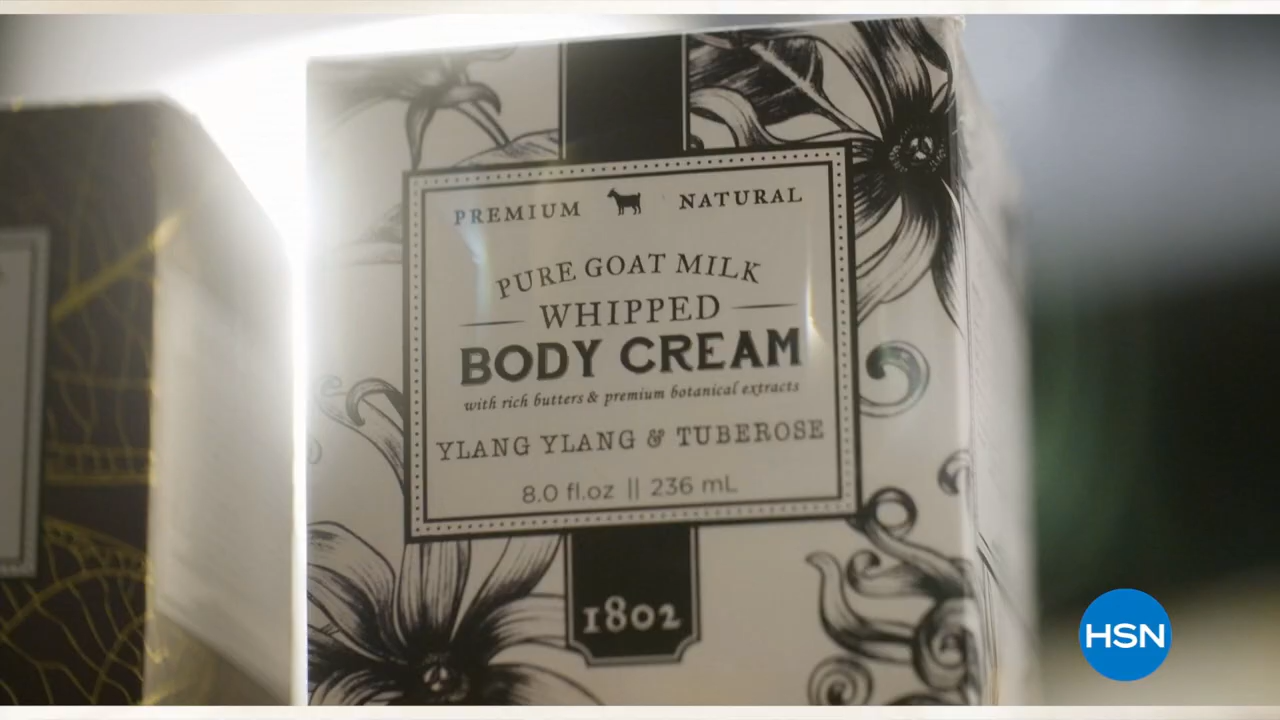 PREMIUM NATURAL
PURE GOAT MILK
WHIPPED
BODY CREAM
with rich butters & premium botanical extracts
YLANG YLANG & TUBEROSE
8.0 fl.oz || 236 mL
1802
HSN